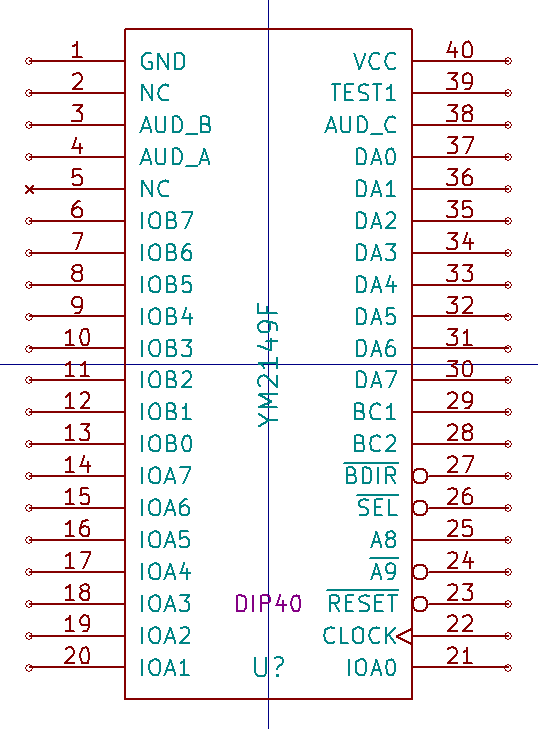 1 GND VCC 40
2 NC TEST1 39
3 AUD_B AUD_C 38
4 AUD_A DA0 37
5 NC DA1 36
6 IOB7 DA2 35
7 IOB6 DA3 34
8 IOB5 DA4 33
9 IOB4 DA5 32
10 IOB3 DA6 31
YM2149F
11 IOB2 DA7 30
12 IOB1 BC1 29
13 IOB0 BC2 28
14 IOA7 BDIR 27
15 IOA6 SEL 26
16 IOA5 A8 25
17 IOA4 A9 24
18 IOA3 DIP40 RESET 23
19 IOA2 CLOCK 22
20 IOA1 U? IOA0 21